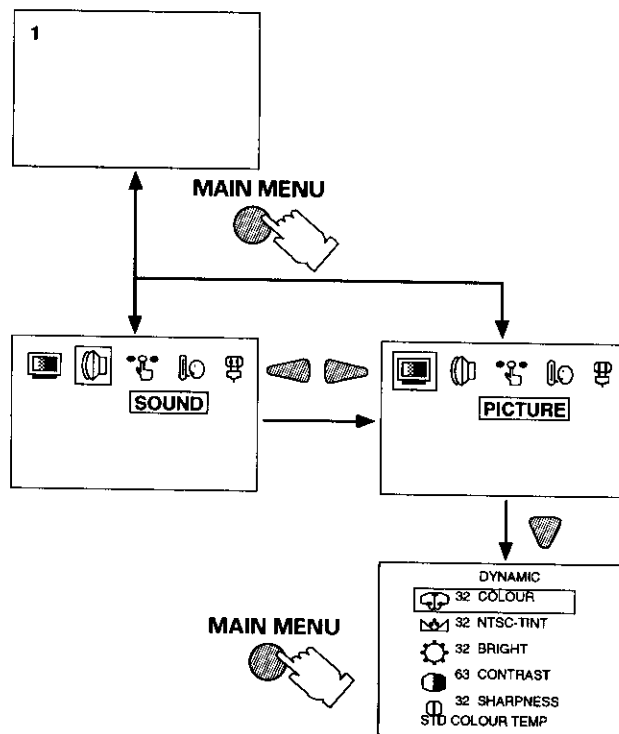 1
MAIN MENU
SOUND
PICTURE
DYNAMIC
32 COLOUR
32 NTSC-TINT
32 BRIGHT
63 CONTRAST
32 SHARPNESS
STD COLOUR TEMP
MAIN MENU